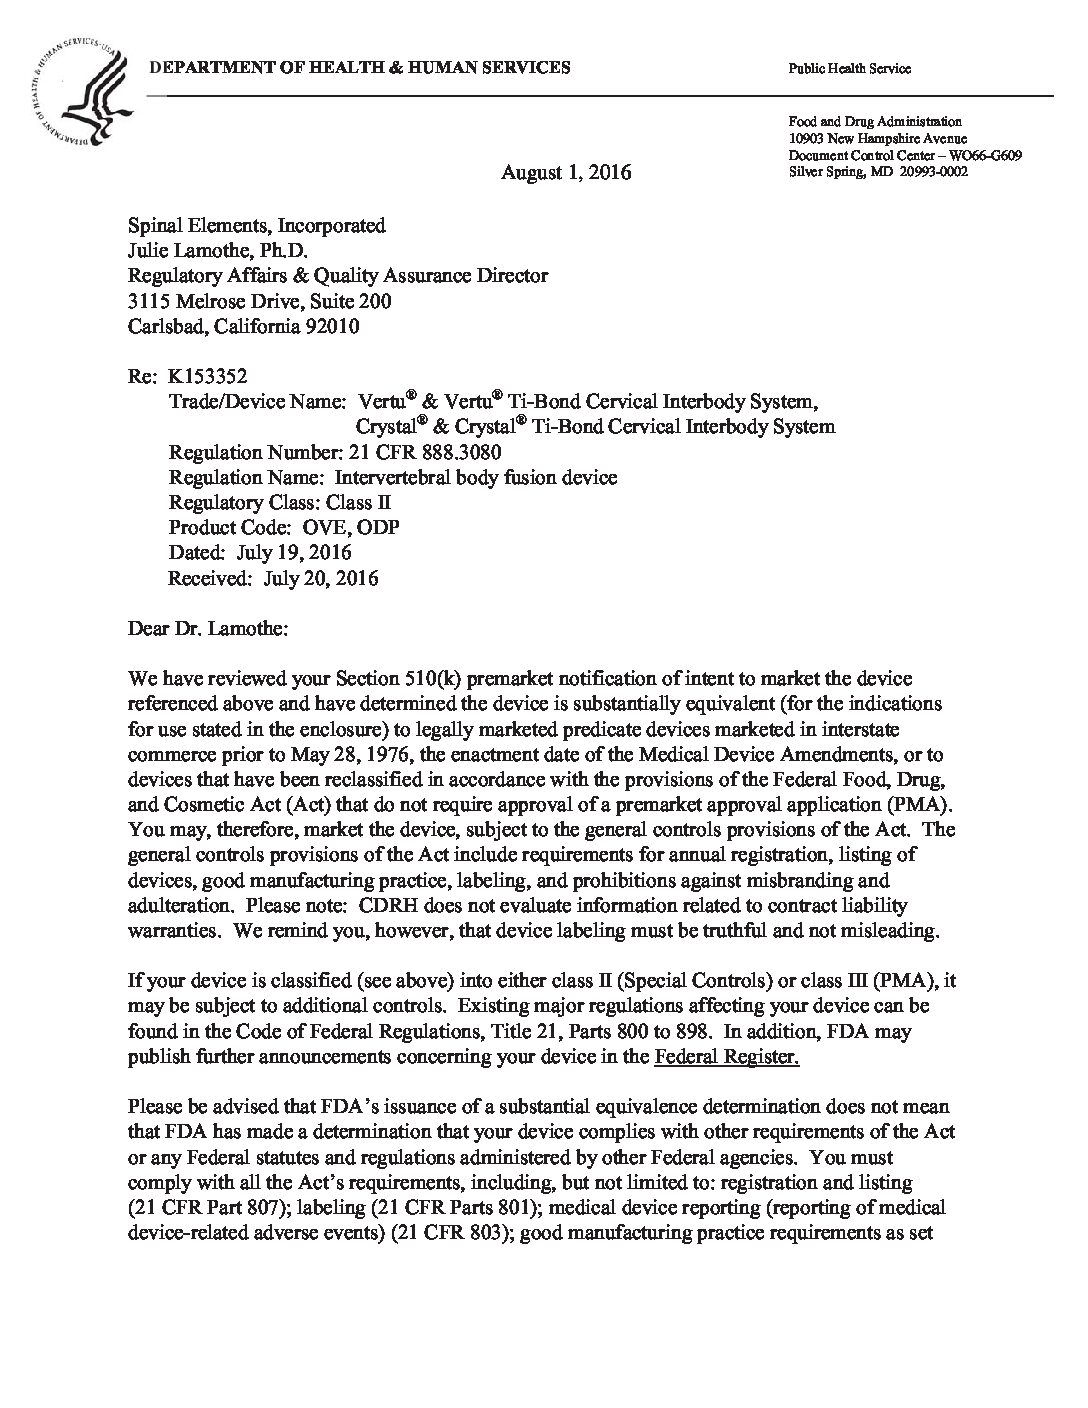 DEPARTMENT OF HEALTH & HUMAN SERVICES
Public Health Service
DEPARTMENT OF HEALTH & HUMAN SERVICES·USA
Food and Drug Administration
10903 New Hampshire Avenue
Document Control Center – WO66-G609
Silver Spring, MD 20993-0002
August 1, 2016
Spinal Elements, Incorporated
Julie Lamothe, Ph.D.
Regulatory Affairs & Quality Assurance Director
3115 Melrose Drive, Suite 200
Carlsbad, California 92010
Re: K153352
Trade/Device Name: Vertu® & Vertu® Ti-Bond Cervical Interbody System,
Crystal® & Crystal® Ti-Bond Cervical Interbody System
Regulation Number: 21 CFR 888.3080
Regulation Name: Intervertebral body fusion device
Regulatory Class: Class II
Product Code: OVE, ODP
Dated: July 19, 2016
Received: July 20, 2016
Dear Dr. Lamothe:
We have reviewed your Section 510(k) premarket notification of intent to market the device
referenced above and have determined the device is substantially equivalent (for the indications
for use stated in the enclosure) to legally marketed predicate devices marketed in interstate
commerce prior to May 28, 1976, the enactment date of the Medical Device Amendments, or to
devices that have been reclassified in accordance with the provisions of the Federal Food, Drug,
and Cosmetic Act (Act) that do not require approval of a premarket approval application (PMA).
You may, therefore, market the device, subject to the general controls provisions of the Act. The
general controls provisions of the Act include requirements for annual registration, listing of
devices, good manufacturing practice, labeling, and prohibitions against misbranding and
adulteration. Please note: CDRH does not evaluate information related to contract liability
warranties. We remind you, however, that device labeling must be truthful and not misleading.
If your device is classified (see above) into either class II (Special Controls) or class III (PMA), it
may be subject to additional controls. Existing major regulations affecting your device can be
found in the Code of Federal Regulations, Title 21, Parts 800 to 898. In addition, FDA may
publish further announcements concerning your device in the Federal Register.
Please be advised that FDA's issuance of a substantial equivalence determination does not mean
that FDA has made a determination that your device complies with other requirements of the Act
or any Federal statutes and regulations administered by other Federal agencies. You must
comply with all the Act's requirements, including, but not limited to: registration and listing
(21 CFR Part 807); labeling (21 CFR Parts 801); medical device reporting (reporting of medical
device-related adverse events) (21 CFR 803); good manufacturing practice requirements as set